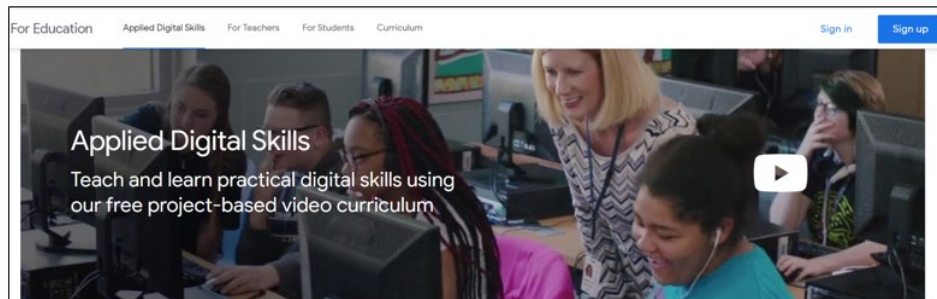 For Education Applied Digital Skills For Teachers For Students Curriculum Sign in Sign up
Applied Digital Skills
Teach and learn practical digital skills using
our free project-based video curriculum